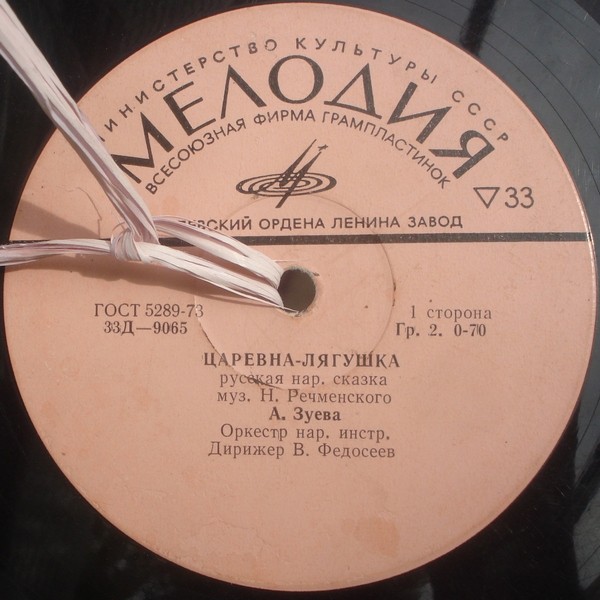 ИНИСТЕРСТВО КУЛЬТУРЫ СССР
МЕЛОДИЯ
ВСЕСОЮЗНАЯ ФИРМА ГРАМПЛАСТИНОК
▽33
ОРДЕНА ЛЕНИНА ЗАВОД
ГОСТ 5289-73
33Д—9065
1 сторона
Гр. 2. 0-70
ЦАРЕВНА-ЛЯГУШКА
русская нар. сказка
муз. Н. Речменского
А. Зуева
Оркестр нар. инстр.
Дирижер В. Федосеев